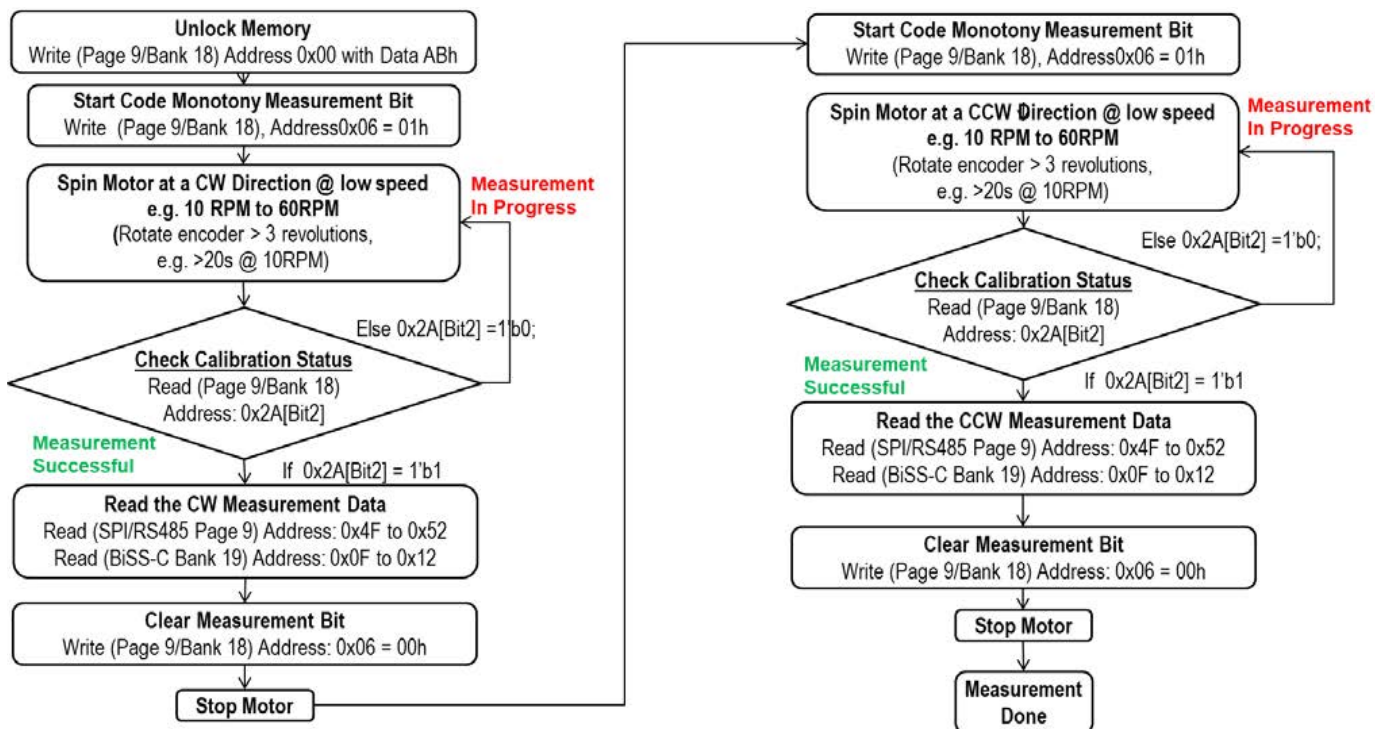 Unlock Memory
Write (Page 9/Bank 18) Address 0x00 with Data ABh
Start Code Monotony Measurement Bit
Write (Page 9/Bank 18), Address0x06 = 01h
Spin Motor at a CW Direction @ low speed
e.g. 10 RPM to 60RPM
(Rotate encoder > 3 revolutions,
e.g. >20s @ 10RPM)
Measurement
In Progress
Else 0x2A[Bit2] =1'b0;
Check Calibration Status
Read (Page 9/Bank 18)
Address: 0x2A[Bit2]
Measurement
Successful
If 0x2A[Bit2] = 1'b1
Read the CW Measurement Data
Read (SPI/RS485 Page 9) Address: 0x4F to 0x52
Read (BiSS-C Bank 19) Address: 0x0F to 0x12
Clear Measurement Bit
Write (Page 9/Bank 18) Address: 0x06 = 00h
Stop Motor
Start Code Monotony Measurement Bit
Write (Page 9/Bank 18), Address0x06 = 01h
Spin Motor at a CCW Direction @ low speed
e.g. 10 RPM to 60RPM
(Rotate encoder > 3 revolutions,
e.g. >20s @ 10RPM)
Measurement
In Progress
Else 0x2A[Bit2] =1'b0;
Check Calibration Status
Read (Page 9/Bank 18)
Address: 0x2A[Bit2]
Measurement
Successful
If 0x2A[Bit2] = 1'b1
Read the CCW Measurement Data
Read (SPI/RS485 Page 9) Address: 0x4F to 0x52
Read (BiSS-C Bank 19) Address: 0x0F to 0x12
Clear Measurement Bit
Write (Page 9/Bank 18) Address: 0x06 = 00h
Stop Motor
Measurement
Done